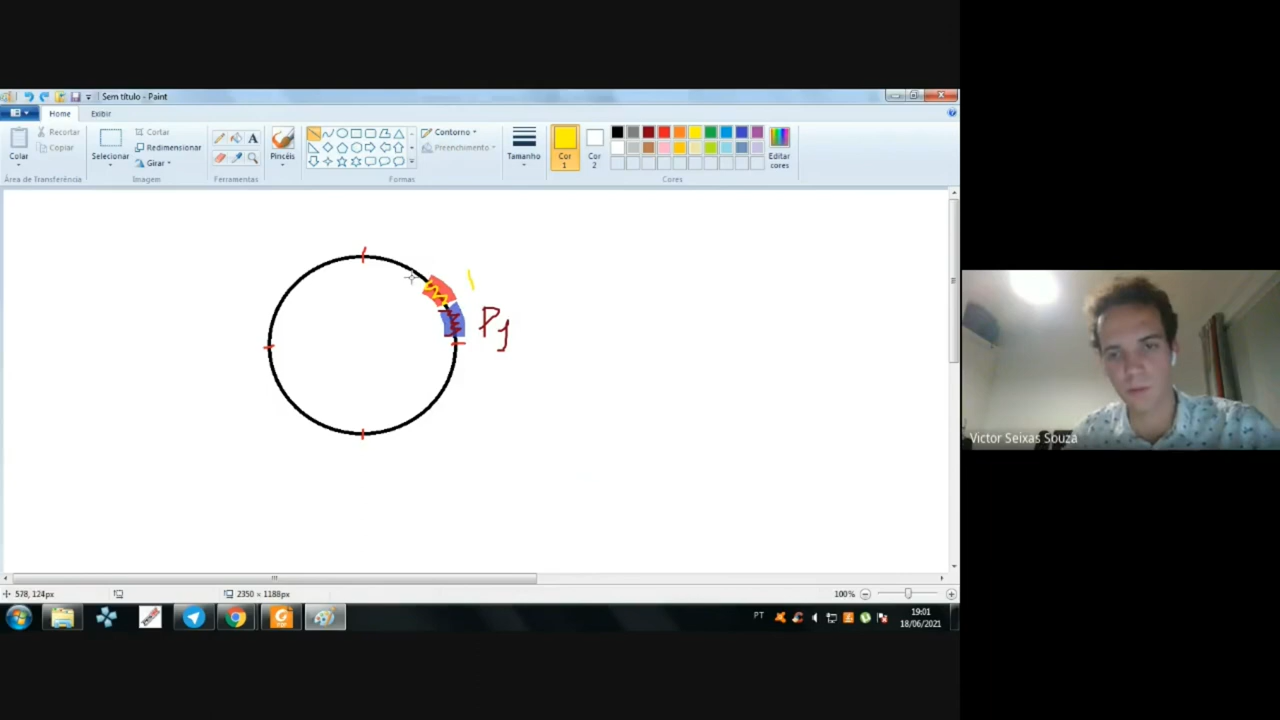 Sem título - Paint
Home Exibir
Colar
Recortar
Copiar
Área de Transferência
Selecionar
Cortar
Redimensionar
Girar
Imagem
Ferramentas
Pincéis
Contorno
Preenchimento
Formas
Tamanho
Cor
1
Cor
2
Editar
cores
Cores
Victor Seixas Souza
578, 124px
2350 × 1188px
100%
PT
19:01
18/06/2021